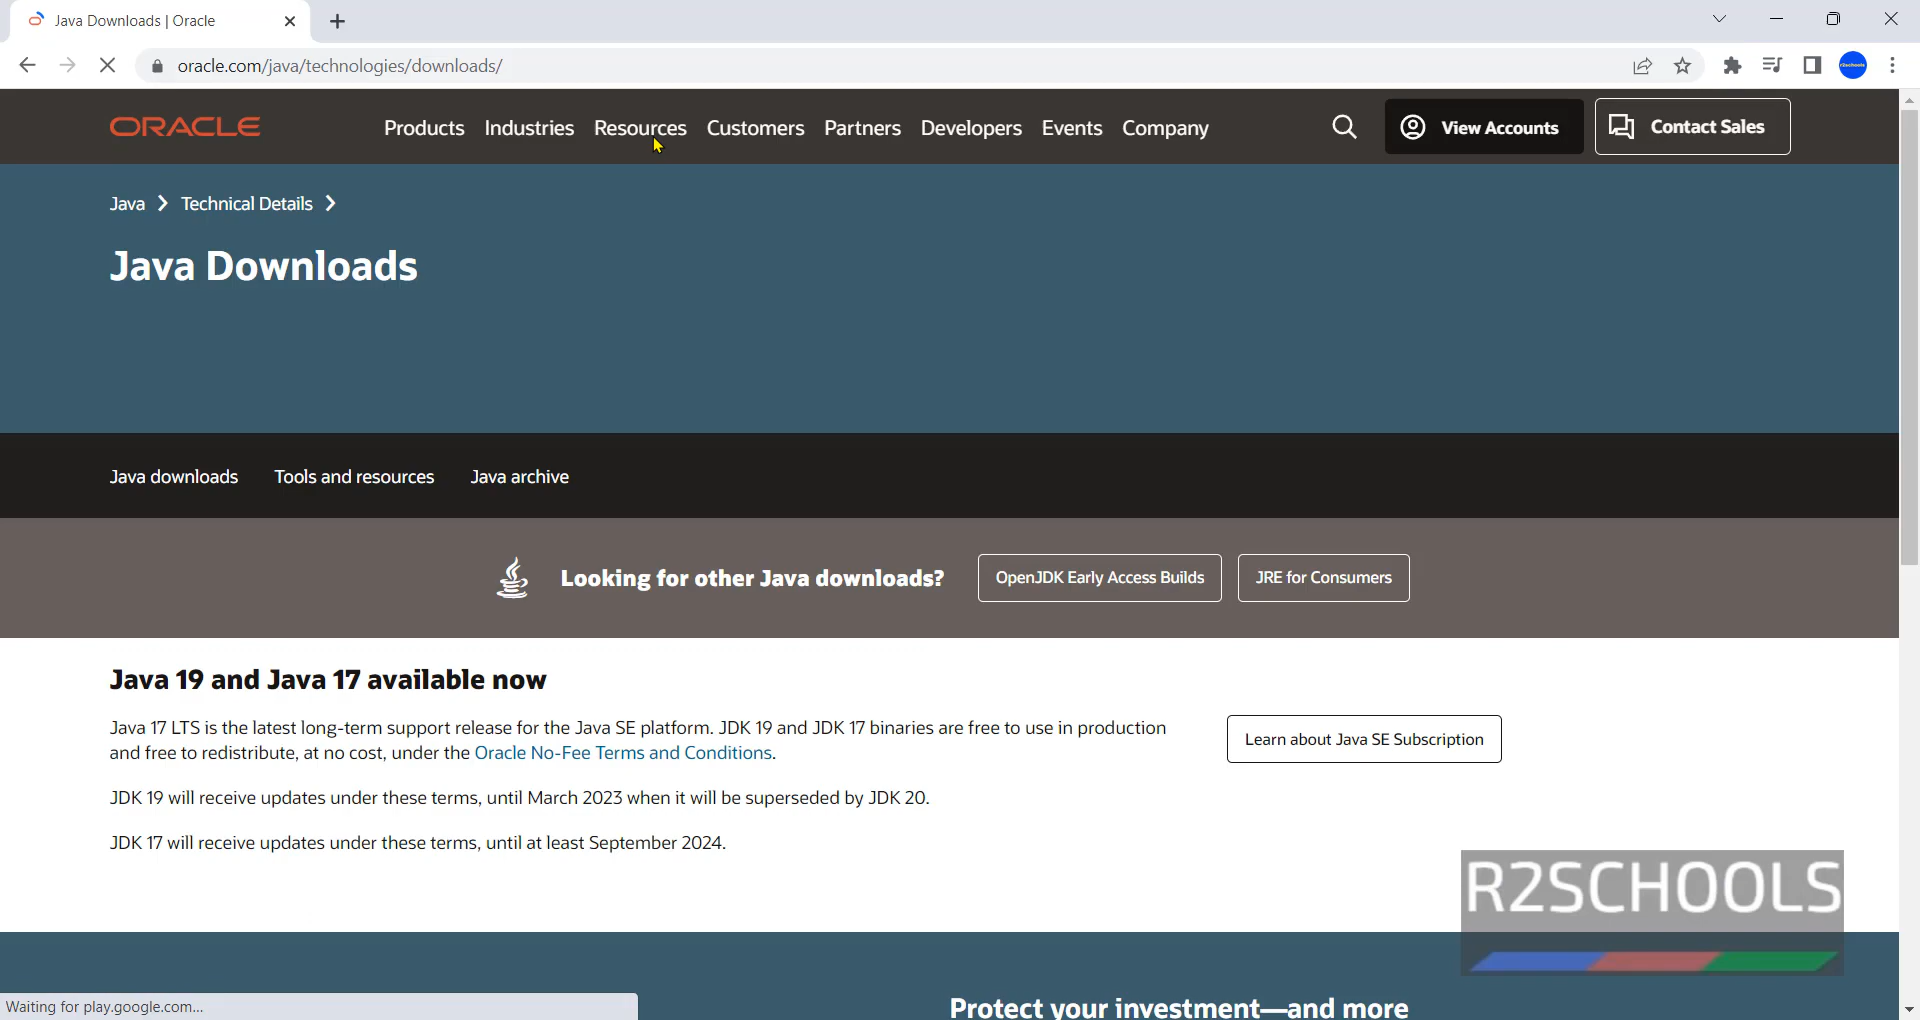 Java Downloads | Oracle
oracle.com/java/technologies/downloads/
ORACLE
Products Industries Resources Customers Partners Developers Events Company
View Accounts
Contact Sales
Java
Technical Details
Java Downloads
Java downloads
Tools and resources
Java archive
Looking for other Java downloads?
OpenJDK Early Access Builds
JRE for Consumers
Java 19 and Java 17 available now
Java 17 LTS is the latest long-term support release for the Java SE platform. JDK 19 and JDK 17 binaries are free to use in production
and free to redistribute, at no cost, under the Oracle No-Fee Terms and Conditions.
Learn about Java SE Subscription
JDK 19 will receive updates under these terms, until March 2023 when it will be superseded by JDK 20.
JDK 17 will receive updates under these terms, until at least September 2024.
R2SCHOOLS
Protect your investment—and more
Waiting for play.google.com...